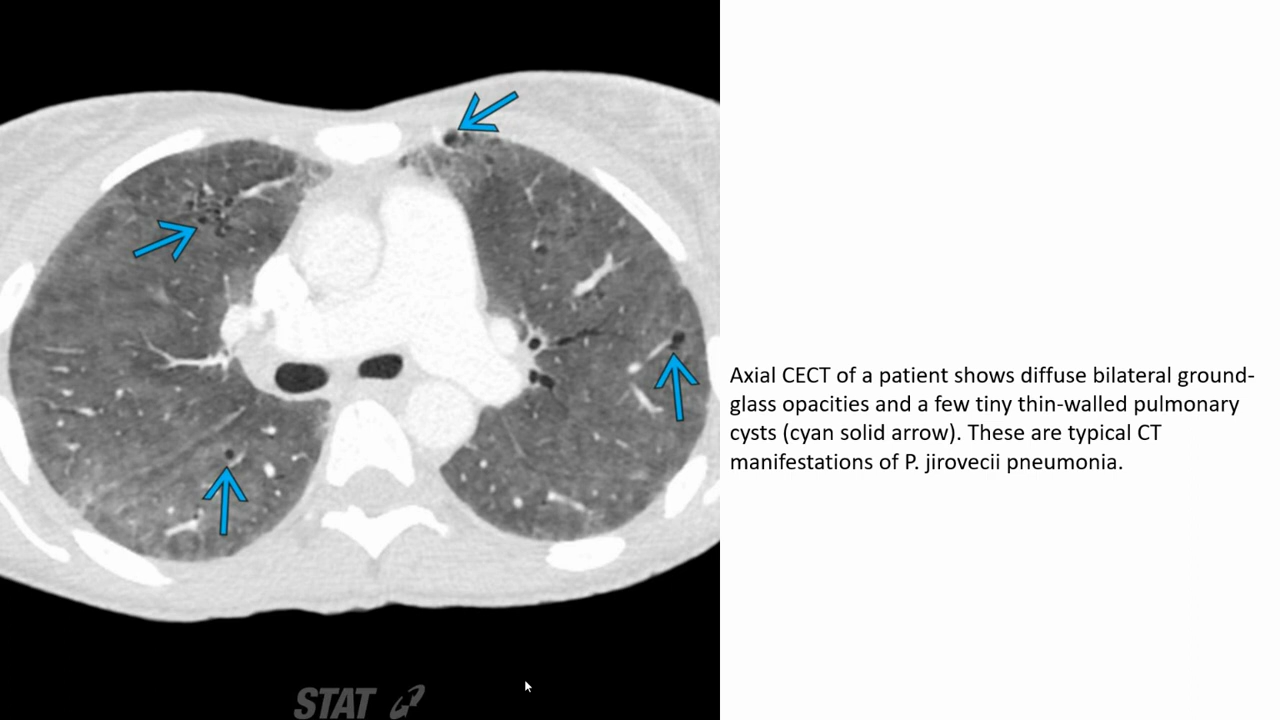 Axial CECT of a patient shows diffuse bilateral ground-
glass opacities and a few tiny thin-walled pulmonary
cysts (cyan solid arrow). These are typical CT
manifestations of P. jirovecii pneumonia.
STAT